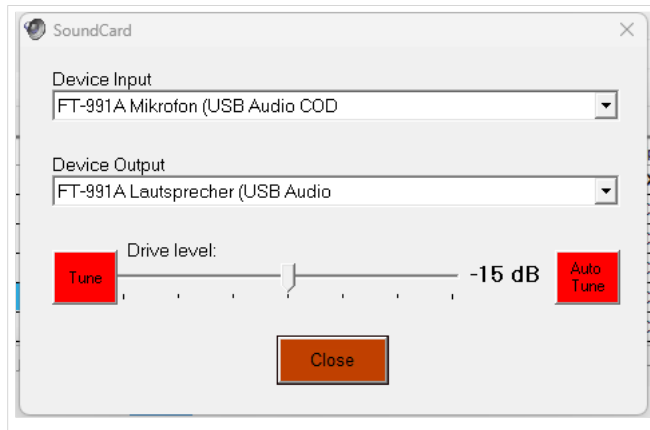 SoundCard
Device Input
FT-991A Mikrofon (USB Audio COD
Device Output
FT-991A Lautsprecher (USB Audio
Drive level:
Tune
-15 dB
Auto
Tune
Close